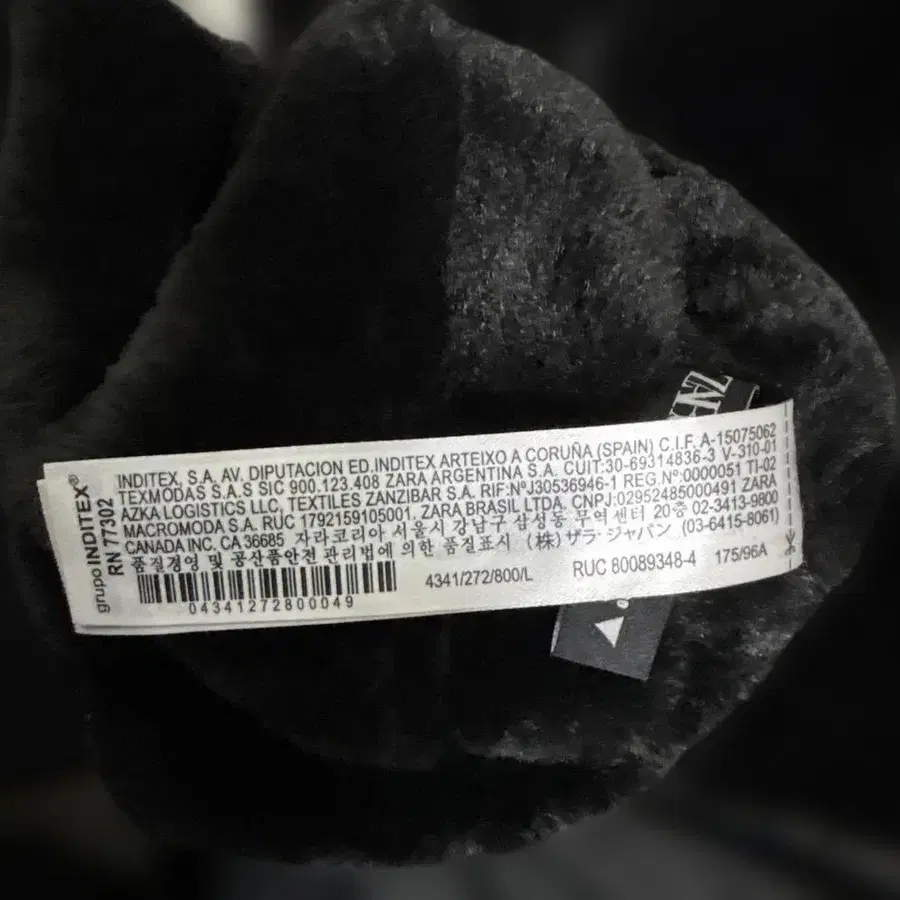 grupo INDITEX®
RN 77302
INDITEX, S.A. AV. DIPUTACION ED.INDITEX ARTEIXO A CORUÑA (SPAIN) C.I.F. A-15075062
TEXMODAS S.A.S SIC 900.123.408 ZARA ARGENTINA S.A. CUIT:30-69314836-3 V-310-01
AZKA LOGISTICS LLC, TEXTILES ZANZIBAR S.A. RIF:NºJ30536946-1 REG.Nº:0000051 TI-02
MACROMODA S.A. RUC 1792159105001, ZARA BRASIL LTDA, CNPJ:02952485000491 ZARA
CANADA INC. CA 36685 자라코리아 서울시 강남구 삼성동 무역 센터 20층 02-3413-9800
품질경영 및 공산품안전 관리법에 의한 품질표시 (株) ザラ・ジャパン (03-6415-8061)
4341/272/800/L RUC 80089348-4 175/96A
04341272800049
ZARA